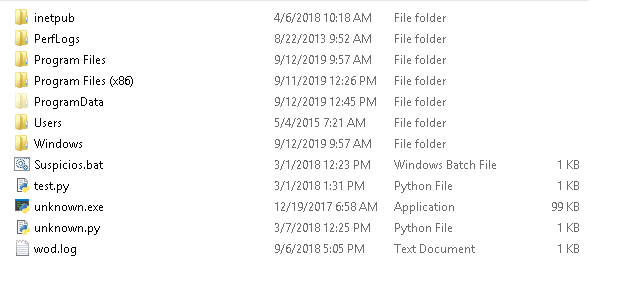 inetpub 4/6/2018 10:18 AM File folder
PerfLogs 8/22/2013 9:52 AM File folder
Program Files 9/12/2019 9:57 AM File folder
Program Files (x86) 9/11/2019 12:26 PM File folder
ProgramData 9/12/2019 12:45 PM File folder
Users 5/4/2015 7:21 AM File folder
Windows 9/12/2019 9:57 AM File folder
Suspicios.bat 3/1/2018 12:23 PM Windows Batch File 1 KB
test.py 3/1/2018 1:31 PM Python File 1 KB
unknown.exe 12/19/2017 6:58 AM Application 99 KB
unknown.py 3/7/2018 12:25 PM Python File 1 KB
wod.log 9/6/2018 5:05 PM Text Document 1 KB